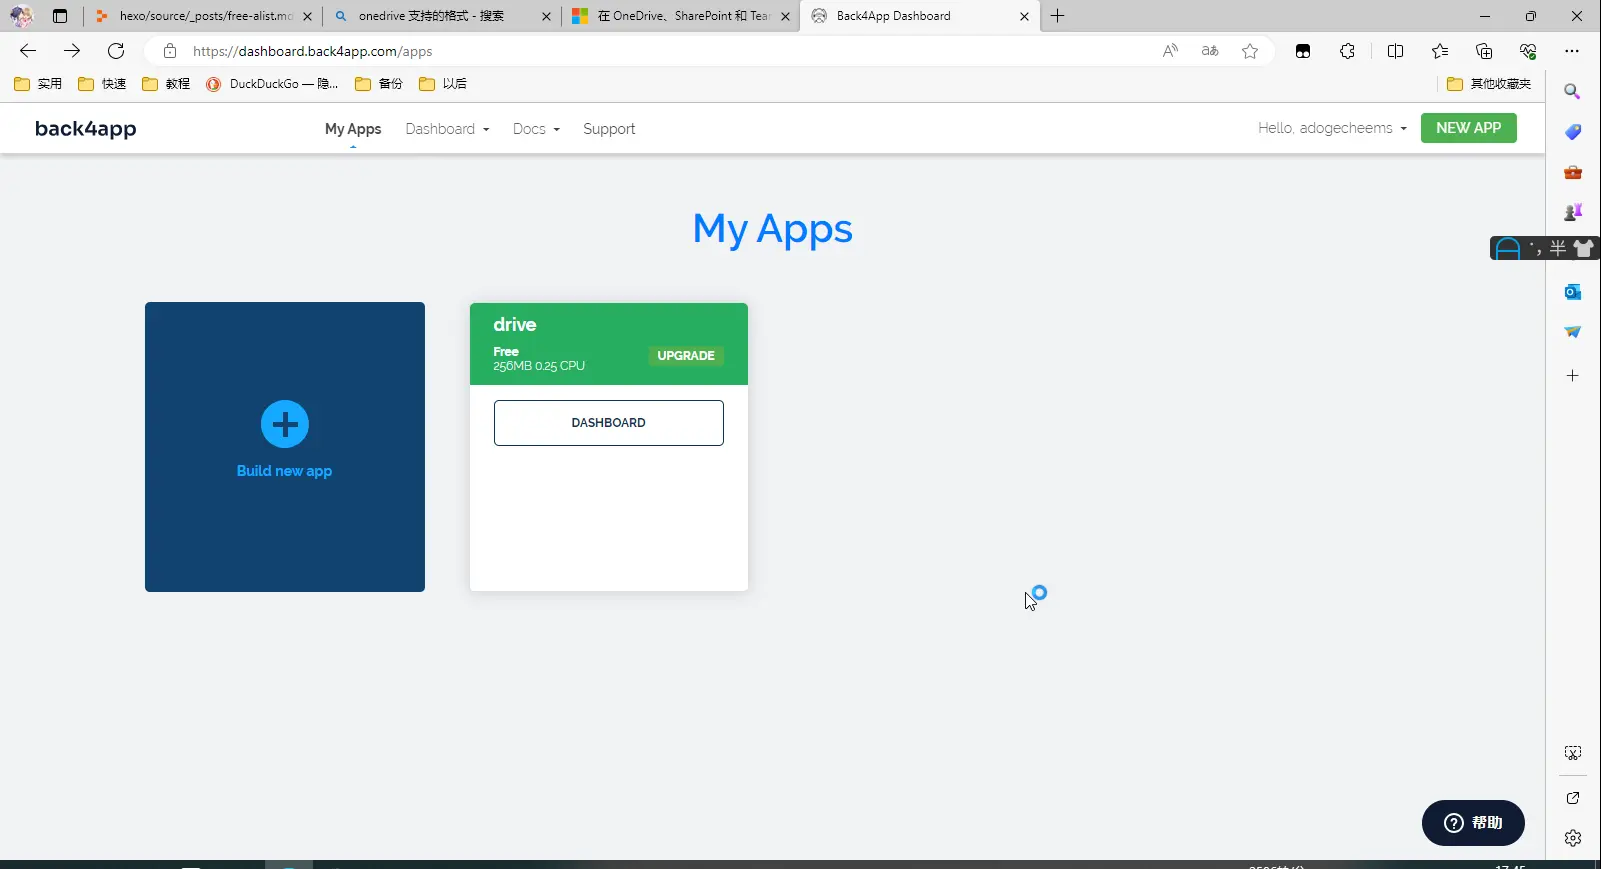 hexo/source/_posts/free-alist.md
onedrive 支持的格式 - 搜索
在 OneDrive、SharePoint 和 Tea
Back4App Dashboard
https://dashboard.back4app.com/apps
aあ
实用
快速
教程
DuckDuckGo — 隐...
备份
以后
其他收藏夹
back4app
My Apps
Dashboard
Docs
Support
Hello, adogecheems
NEW APP
My Apps
半
Build new app
drive
Free
256MB 0.25 CPU
UPGRADE
DASHBOARD
帮助